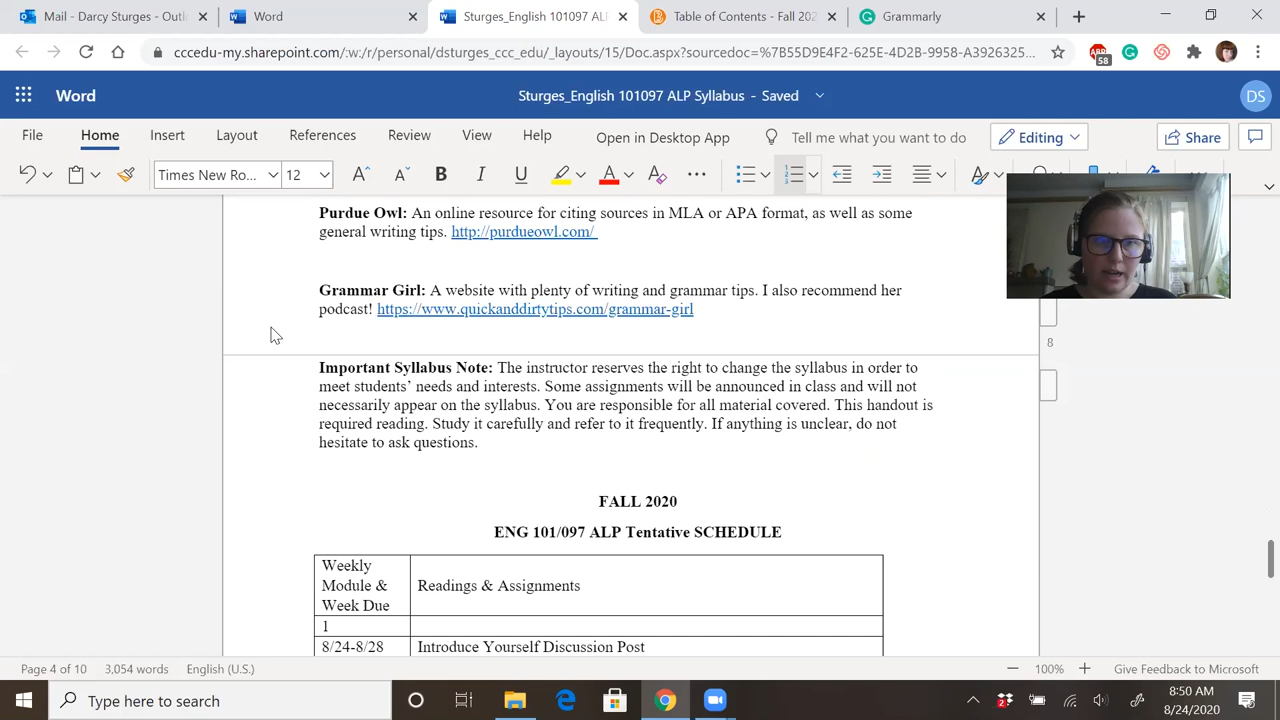 Mail - Darcy Sturges - Outl
Word
Sturges_English 101097 ALP
Table of Contents - Fall 202
Grammarly
cccedu-my.sharepoint.com/:w:/r/personal/dsturges_ccc_edu/_layouts/15/Doc.aspx?sourcedoc=%7B55D9E4F2-625E-4D2B-9958-A3926325...
58
Word
Sturges_English 101097 ALP Syllabus - Saved
DS
File Home Insert Layout References Review View Help Open in Desktop App Tell me what you want to do Editing Share
Times New Ro... 12
Purdue Owl: An online resource for citing sources in MLA or APA format, as well as some
general writing tips. http://purdueowl.com/
Grammar Girl: A website with plenty of writing and grammar tips. I also recommend her
podcast! https://www.quickanddirtytips.com/grammar-girl
8
Important Syllabus Note: The instructor reserves the right to change the syllabus in order to
meet students’ needs and interests. Some assignments will be announced in class and will not
necessarily appear on the syllabus. You are responsible for all material covered. This handout is
required reading. Study it carefully and refer to it frequently. If anything is unclear, do not
hesitate to ask questions.
FALL 2020
ENG 101/097 ALP Tentative SCHEDULE
Weekly
Module &
Week Due
Readings & Assignments
1
8/24-8/28 Introduce Yourself Discussion Post
Page 4 of 10 3,054 words English (U.S.) 100% Give Feedback to Microsoft
Type here to search
2
8:50 AM
8/24/2020